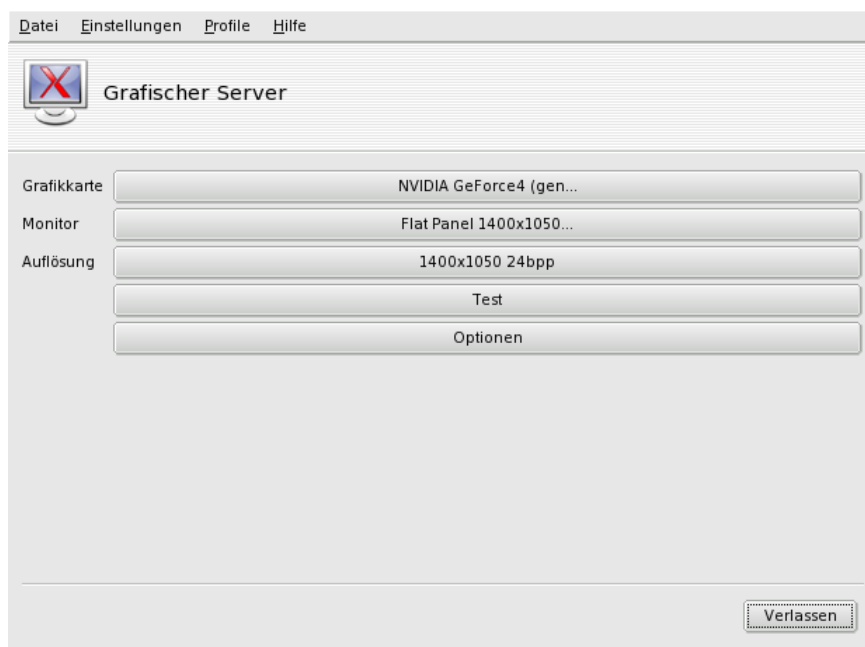 Datei Einstellungen Profile Hilfe
Grafischer Server
Grafikkarte NVIDIA GeForce4 (gen...
Monitor Flat Panel 1400x1050...
Auflösung 1400x1050 24bpp
Test
Optionen
Verlassen